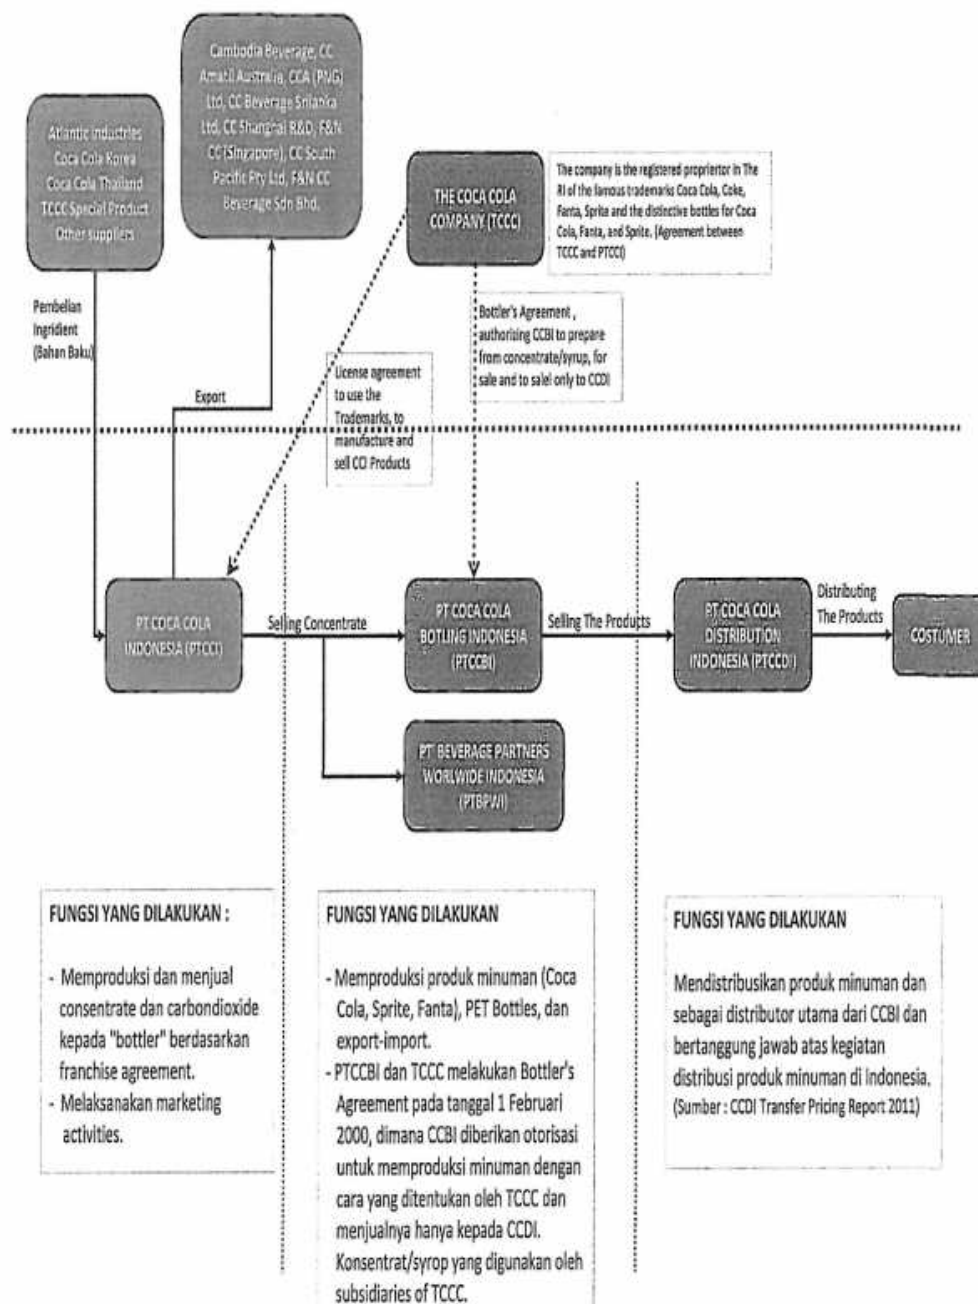 Cambodia Beverage, CC
Amatil Australia, CCA (PNG)
Ltd, CC Beverage Srilanka
Ltd, CC Shanghai R&D, F&N
CC (Singapore), CC South
Pacific Pty Ltd, F&N CC
Beverage Sdn Bhd.
Atlantic Industries
Coca Cola Korea
Coca Cola Thailand
TCCC Special Product
Other suppliers
THE COCA COLA
COMPANY (TCCC)
The company is the registered propriertor in The
RI of the famous trademarks Coca Cola, Coke,
Fanta, Sprite and the distinctive bottles for Coca
Cola, Fanta, and Sprite. (Agreement between
TCCC and PTCCI)
Pembelian
Ingridient
(Bahan Baku)
Export
License agreement
to use the
Trademarks, to
manufacture and
sell CCI Products
Bottler's Agreement ,
authorizing CCBI to prepare
from concentrate/syrup, for
sale and to salel only to CCDI
PT COCA COLA
INDONESIA (PTCCI)
Selling Concentrate
PT COCA COLA
BOTLING INDONESIA
(PTCCBI)
Selling The Products
PT COCA COLA
DISTRIBUTION
INDONESIA (PTCCDI)
Distributing
The Products
COSTUMER
PT BEVERAGE PARTNERS
WORLWIDE INDONESIA
(PTBPWI)
FUNGSI YANG DILAKUKAN :
- Memproduksi dan menjual
consentrate dan carbondioxide
kepada "bottler" berdasarkan
franchise agreement.
- Melaksanakan marketing
activities.
FUNGSI YANG DILAKUKAN
- Memproduksi produk minuman (Coca
Cola, Sprite, Fanta), PET Bottles, dan
export-import.
- PTCCBI dan TCCC melakukan Bottler's
Agreement pada tanggal 1 Februari
2000, dimana CCBI diberikan otorisasi
untuk memproduksi minuman dengan
cara yang ditentukan oleh TCCC dan
menjualnya hanya kepada CCDI.
Konsentrat/syrop yang digunakan oleh
subsidiaries of TCCC.
FUNGSI YANG DILAKUKAN
Mendistribusikan produk minuman dan
sebagai distributor utama dari CCBI dan
bertanggung jawab atas kegiatan
distribusi produk minuman di Indonesia.
(Sumber : CCDI Transfer Pricing Report 2011)